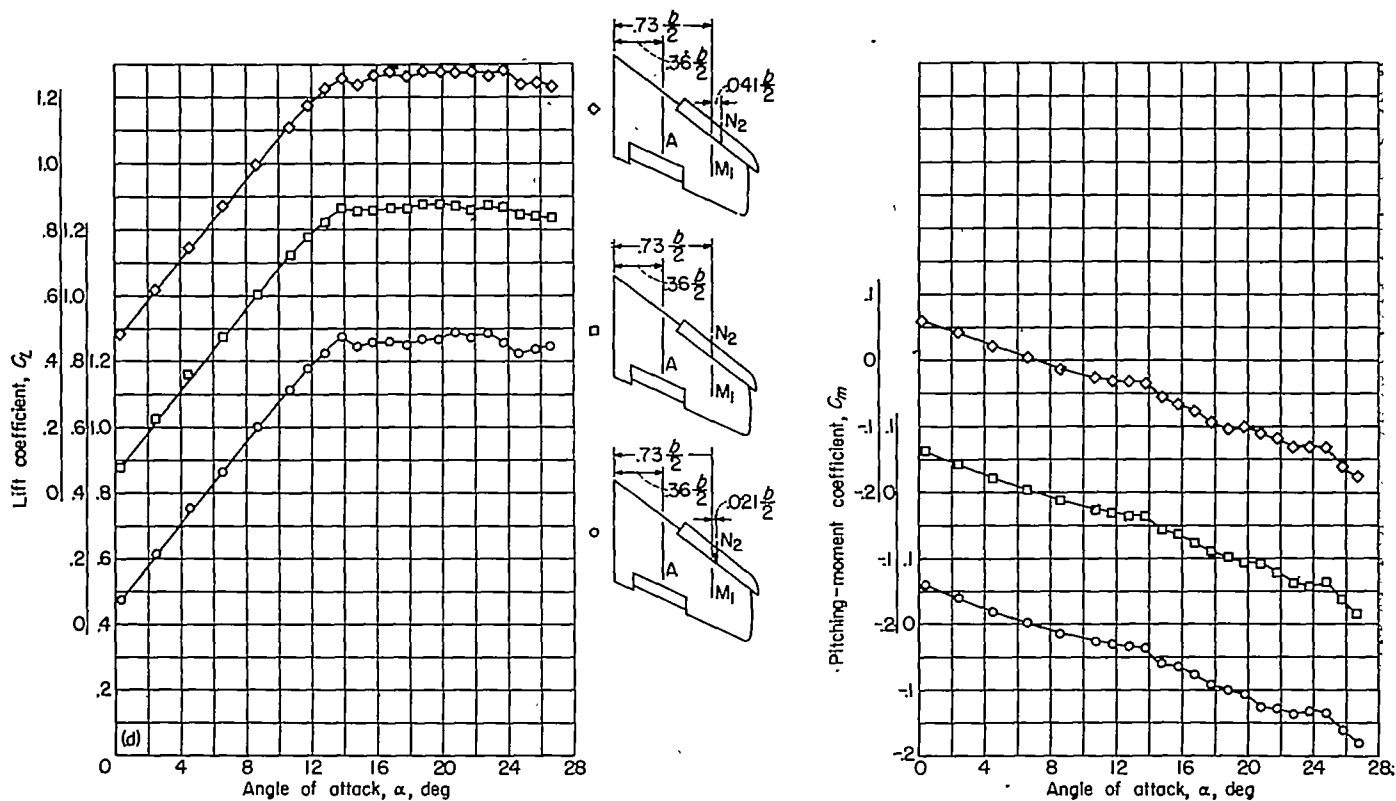 Lift coefficient, C_L
1.2
1.0
.8 1.2
.6 1.0
.4 .8 1.2
.2 .6 1.0
0 .4 .8
.2 .6
0 .4
.2
0
(d)
0 4 8 12 16 20 24 28
Angle of attack, α, deg
.73 b/2
.36 b/2
.041 b/2
N2
A
M1
.73 b/2
.36 b/2
N2
A
M1
.73 b/2
.36 b/2
.021 b/2
N2
A
M1
Pitching-moment coefficient, C_m
.1
0
-.1 .1
-.2 0
-.1 .1
-.2 0
-.1
-.2
0 4 8 12 16 20 24 28
Angle of attack, α, deg